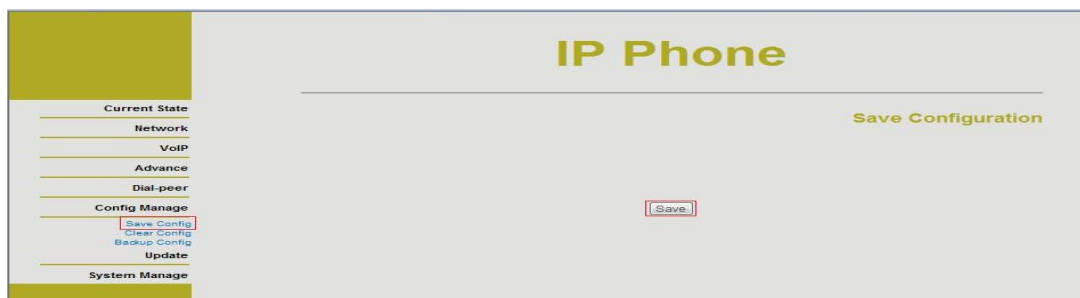 IP Phone
Save Configuration
Current State
Network
VoIP
Advance
Dial-peer
Config Manage
Save Config
Clear Config
Backup Config
Update
System Manage
Save